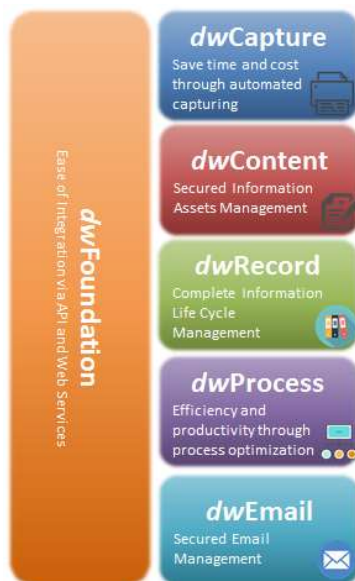 dwFoundation
Ease of Integration via API and Web Services
dwCapture
Save time and cost
through automated
capturing
dwContent
Secured Information
Assets Management
dwRecord
Complete Information
Life Cycle
Management
dwProcess
Efficiency and
productivity through
process optimization
dwEmail
Secured Email
Management